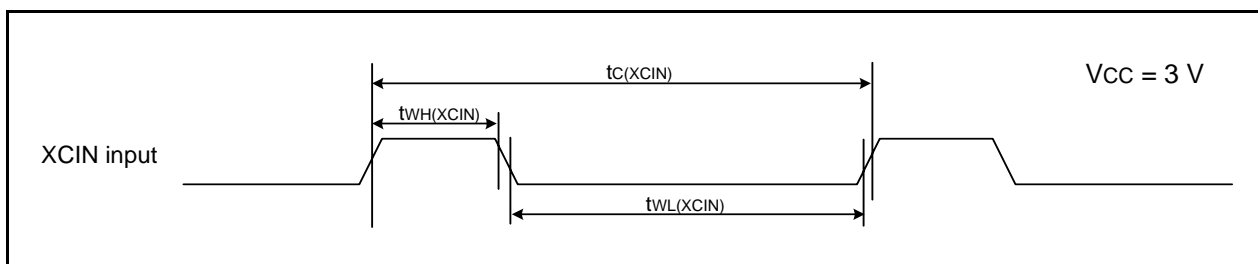 tC(XCIN)
VCC = 3 V
tWH(XCIN)
XCIN input
tWL(XCIN)